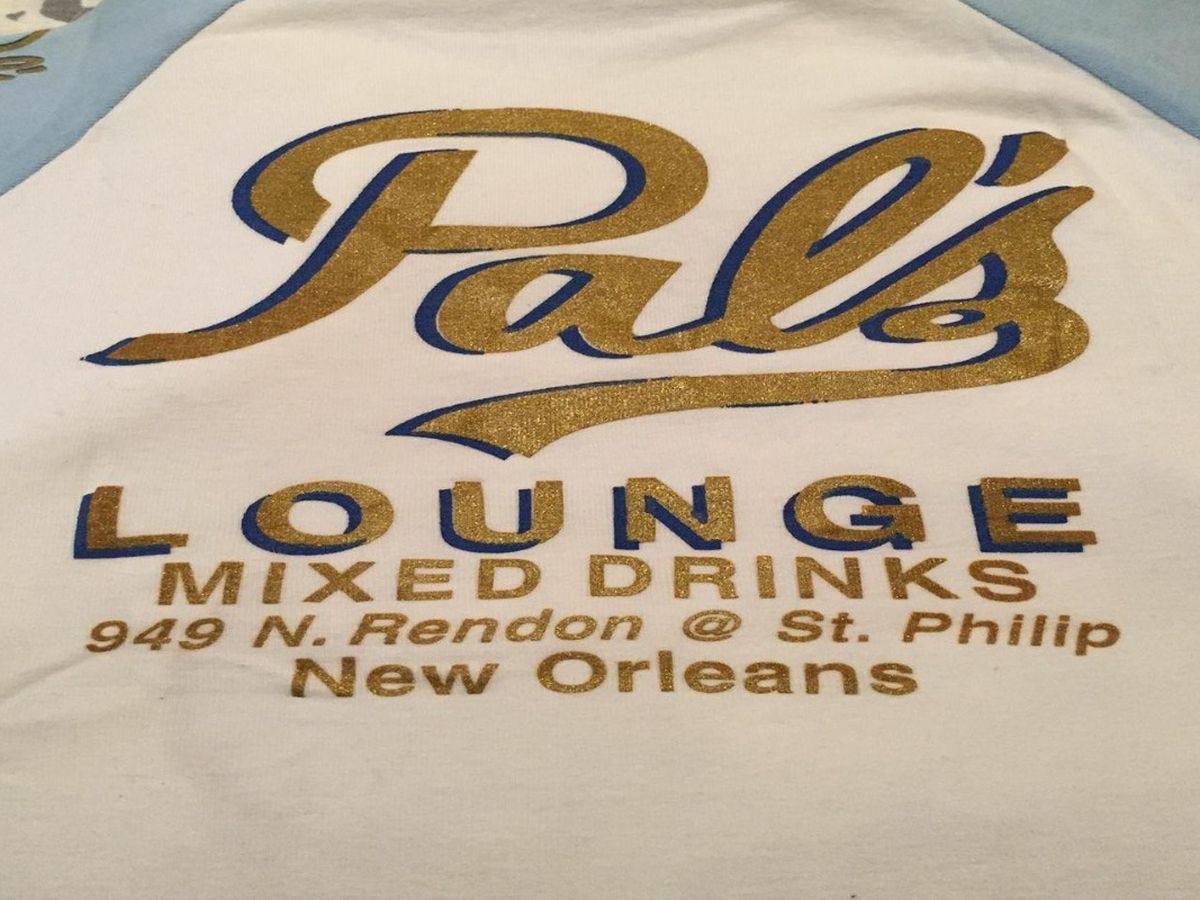 Pal's
LOUNGE
MIXED DRINKS
949 N. Rendon @ St. Philip
New Orleans